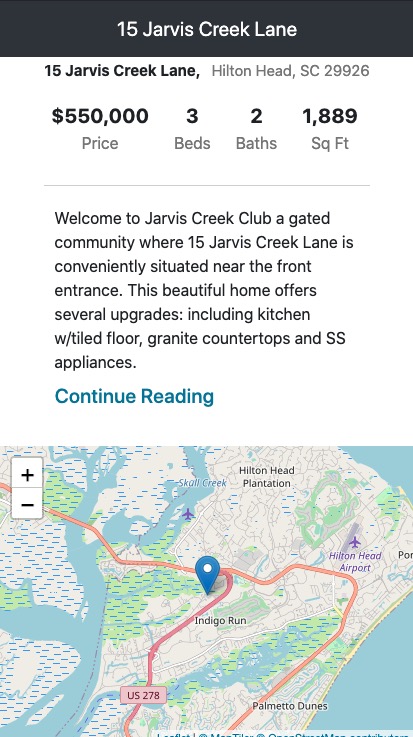 15 Jarvis Creek Lane
15 Jarvis Creek Lane, Hilton Head, SC 29926
$550,000 3 2 1,889
Price Beds Baths Sq Ft
Welcome to Jarvis Creek Club a gated
community where 15 Jarvis Creek Lane is
conveniently situated near the front
entrance. This beautiful home offers
several upgrades: including kitchen
w/tiled floor, granite countertops and SS
appliances.
Continue Reading
+
−
Hilton Head
Plantation
Skull Creek
Hilton Head
Airport
Por
Indigo Run
US 278
Palmetto Dunes
Leaflet | © MapTiler © OpenStreetMap contributors